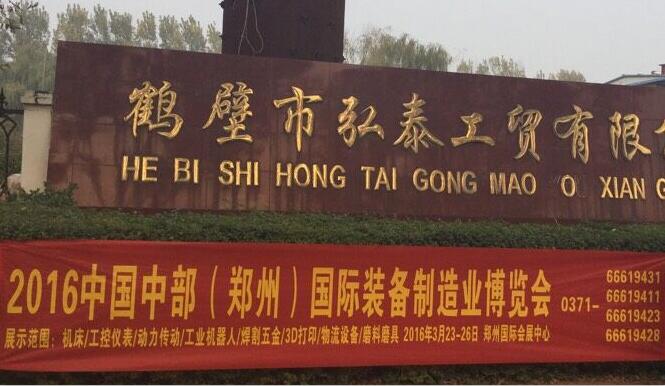 鹤壁市弘泰工贸有限
HE BI SHI HONG TAI GONG MAO OU XIAN G
2016中国中部（郑州）国际装备制造业博览会 0371-
66619431
66619411
66619423
66619428
展示范围：机床/工控仪表/动力传动/工业机器人/焊割五金/3D打印/物流设备/磨料磨具 2016年3月23-26日 郑州国际会展中心